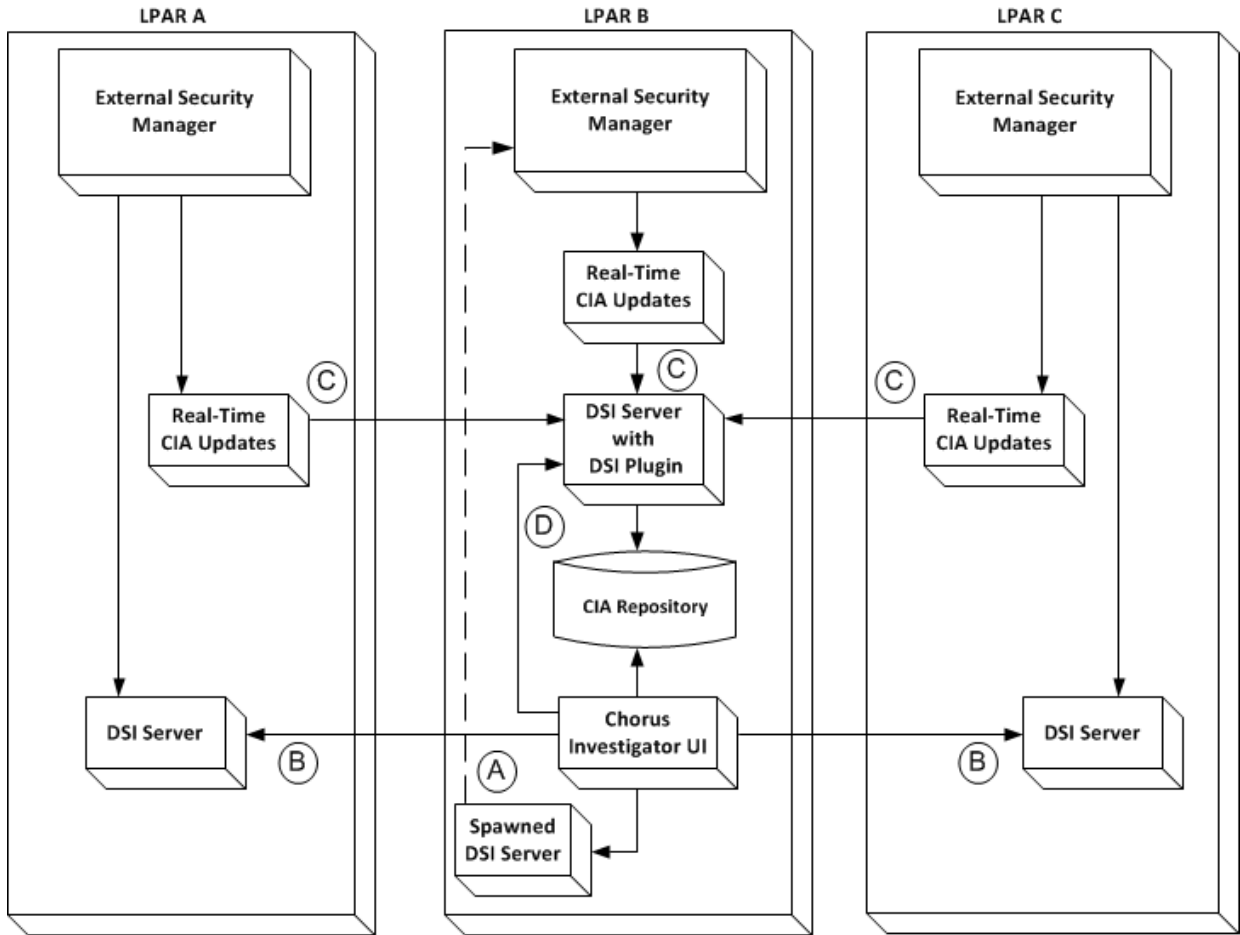 LPAR A
LPAR B
LPAR C
External Security
Manager
External Security
Manager
External Security
Manager
Real-Time
CIA Updates
C
C
C
Real-Time
CIA Updates
DSI Server
with
DSI Plugin
Real-Time
CIA Updates
D
CIA Repository
DSI Server
Chorus
Investigator UI
DSI Server
B
A
B
Spawned
DSI Server